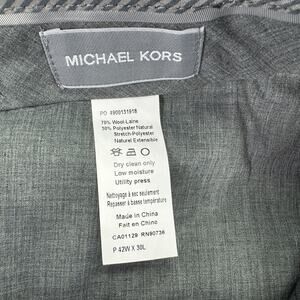 MICHAEL KORS
PO 4900131918
70% Wool-Laine
30% Polyester Natural
Stretch-Polyester
Naturel Extensible
Dry clean only
Low moisture
Utility press
Nettoyage à sec seulement
Repasser à basse température
Made in China
Fait en Chine
CA01129 RN90736
P 42W X 30L